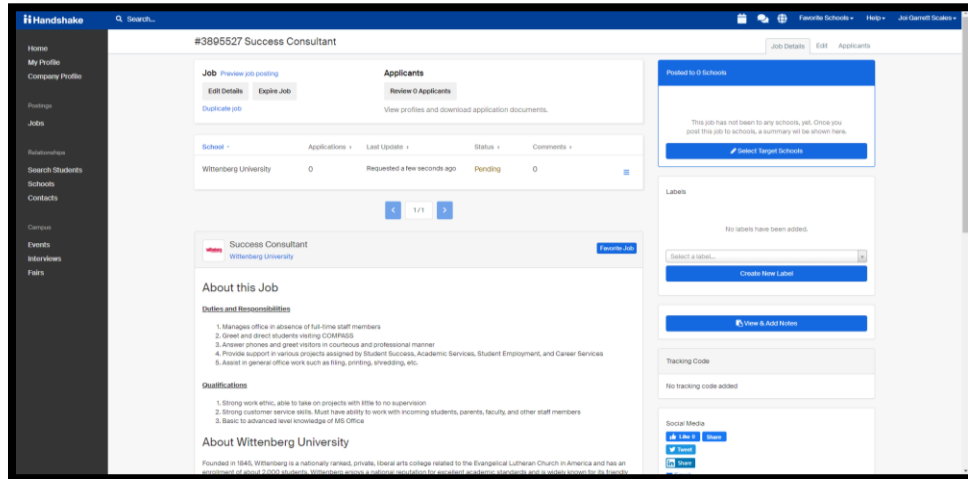 Handshake
Search...
Favorite Schools
Help
Joi Garrett Scales
#3895527 Success Consultant
Job Details
Edit
Applicants
Home
My Profile
Company Profile
Postings
Jobs
Relationships
Search Students
Schools
Contacts
Campus
Events
Interviews
Fairs
Job Preview job posting
Edit Details
Expire Job
Duplicate job
Applicants
Review 0 Applicants
View profiles and download application documents.
School
Applications
Last Update
Status
Comments
Wittenberg University
0
Requested a few seconds ago
Pending
0
1 / 1
Success Consultant
Wittenberg University
Favorite Job
About this Job
Duties and Responsibilities
1. Manages office in absence of full-time staff members
2. Greet and direct students visiting COMPASS
3. Answer phones and greet visitors in courteous and professional manner
4. Provide support in various projects assigned by Student Success, Academic Services, Student Employment, and Career Services
5. Assist in general office work such as filing, printing, shredding, etc.
Qualifications
1. Strong work ethic, able to take on projects with little to no supervision
2. Strong customer service skills. Must have ability to work with incoming students, parents, faculty, and other staff members
3. Basic to advanced level knowledge of MS Office
About Wittenberg University
Founded in 1845, Wittenberg is a nationally ranked, private, liberal arts college related to the Evangelical Lutheran Church in America and has an
enrollment of about 2,000 students. Wittenberg enjoys a national reputation for excellent academic standards and is widely known for its friendly
Posted to 0 Schools
This job has not been to any schools, yet. Once you
post this job to schools, a summary wil be shown here.
Select Target Schools
Labels
No labels have been added.
Select a label...
Create New Label
View & Add Notes
Tracking Code
No tracking code added
Social Media
Like 0
Share
Tweet
in Share